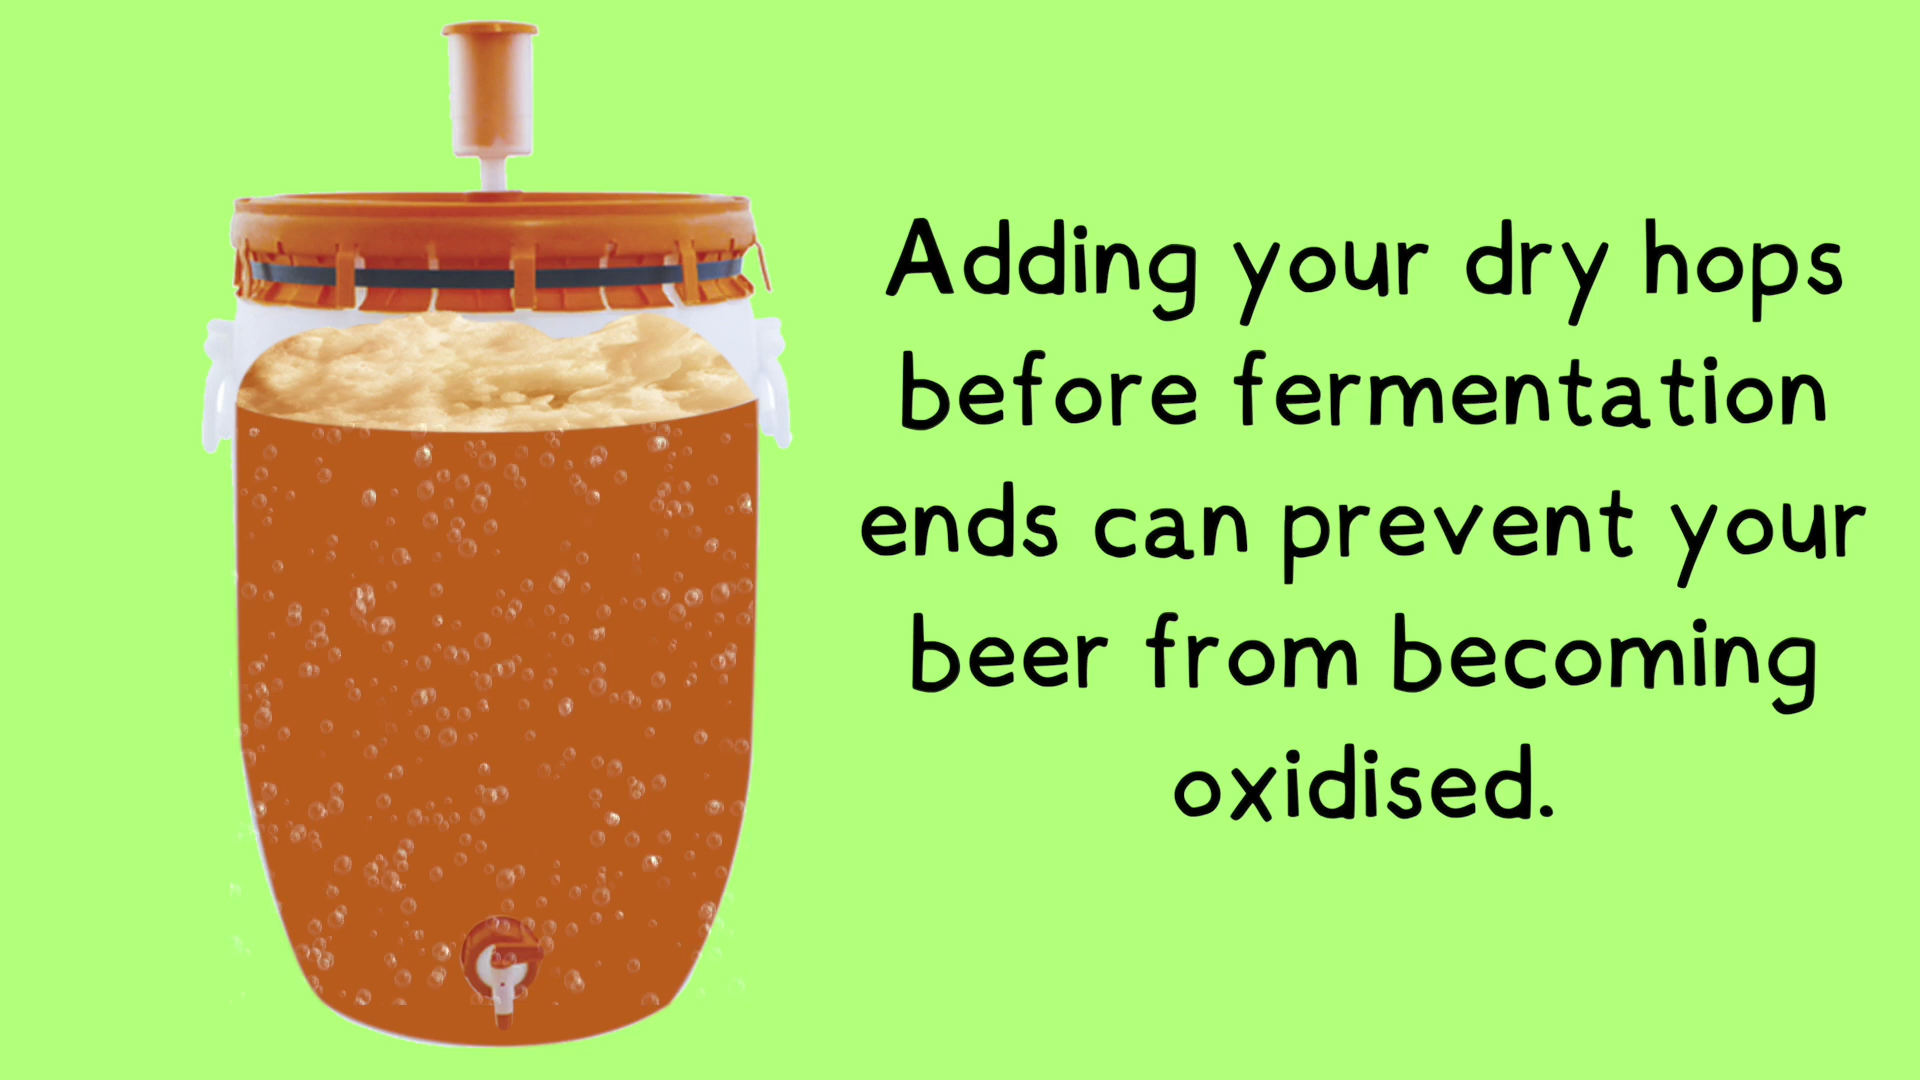 Adding your dry hops
before fermentation
ends can prevent your
beer from becoming
oxidised.